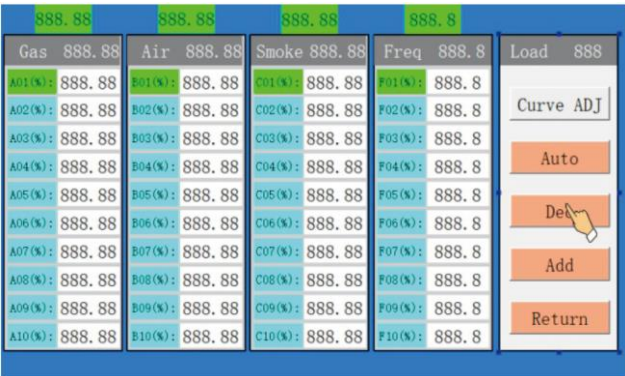 888.88 888.88 888.88 888.8
Gas 888.88 Air 888.88 Smoke 888.88 Freq 888.8 Load 888
A01(%): 888.88 B01(%): 888.88 C01(%): 888.88 F01(%): 888.8
A02(%): 888.88 B02(%): 888.88 C02(%): 888.88 F02(%): 888.8 Curve ADJ
A03(%): 888.88 B03(%): 888.88 C03(%): 888.88 F03(%): 888.8
A04(%): 888.88 B04(%): 888.88 C04(%): 888.88 F04(%): 888.8 Auto
A05(%): 888.88 B05(%): 888.88 C05(%): 888.88 F05(%): 888.8
A06(%): 888.88 B06(%): 888.88 C06(%): 888.88 F06(%): 888.8
A07(%): 888.88 B07(%): 888.88 C07(%): 888.88 F07(%): 888.8
A08(%): 888.88 B08(%): 888.88 C08(%): 888.88 F08(%): 888.8 Add
A09(%): 888.88 B09(%): 888.88 C09(%): 888.88 F09(%): 888.8
A10(%): 888.88 B10(%): 888.88 C10(%): 888.88 F10(%): 888.8 Return